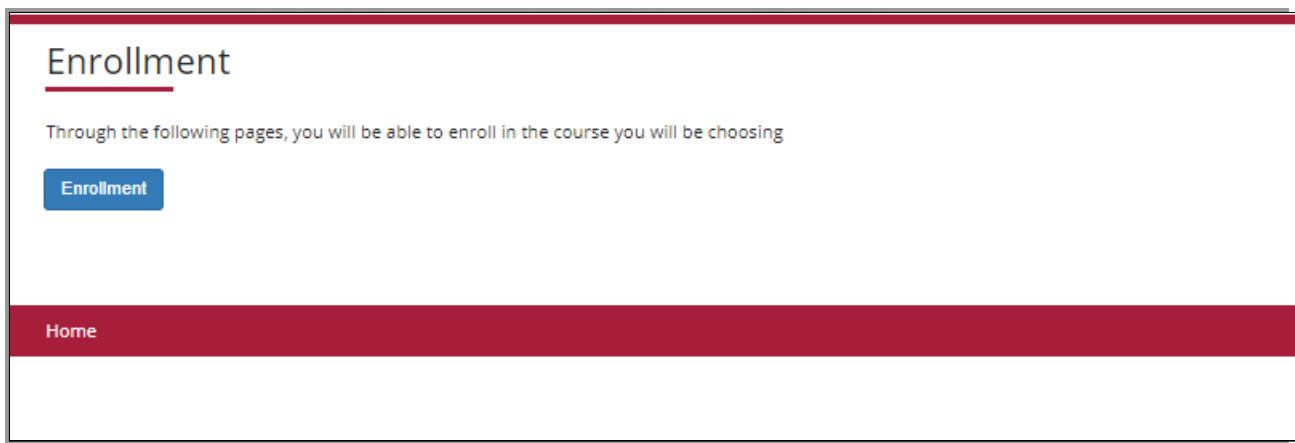 Enrollment
Through the following pages, you will be able to enroll in the course you will be choosing
Enrollment
Home